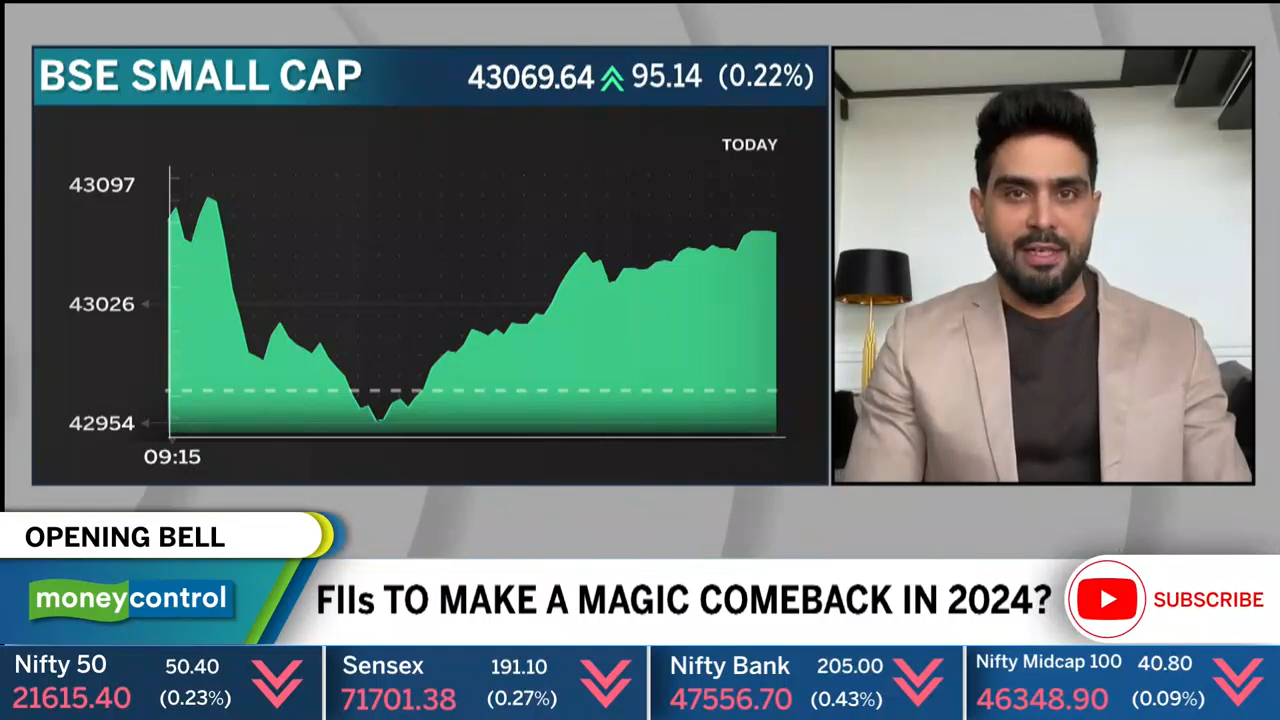 BSE SMALL CAP 43069.64 95.14 (0.22%)
TODAY
43097
43026
42954
09:15
OPENING BELL
moneycontrol
FIIs TO MAKE A MAGIC COMEBACK IN 2024?
SUBSCRIBE
Nifty 50 50.40
21615.40 (0.23%)
Sensex 191.10
71701.38 (0.27%)
Nifty Bank 205.00
47556.70 (0.43%)
Nifty Midcap 100 40.80
46348.90 (0.09%)